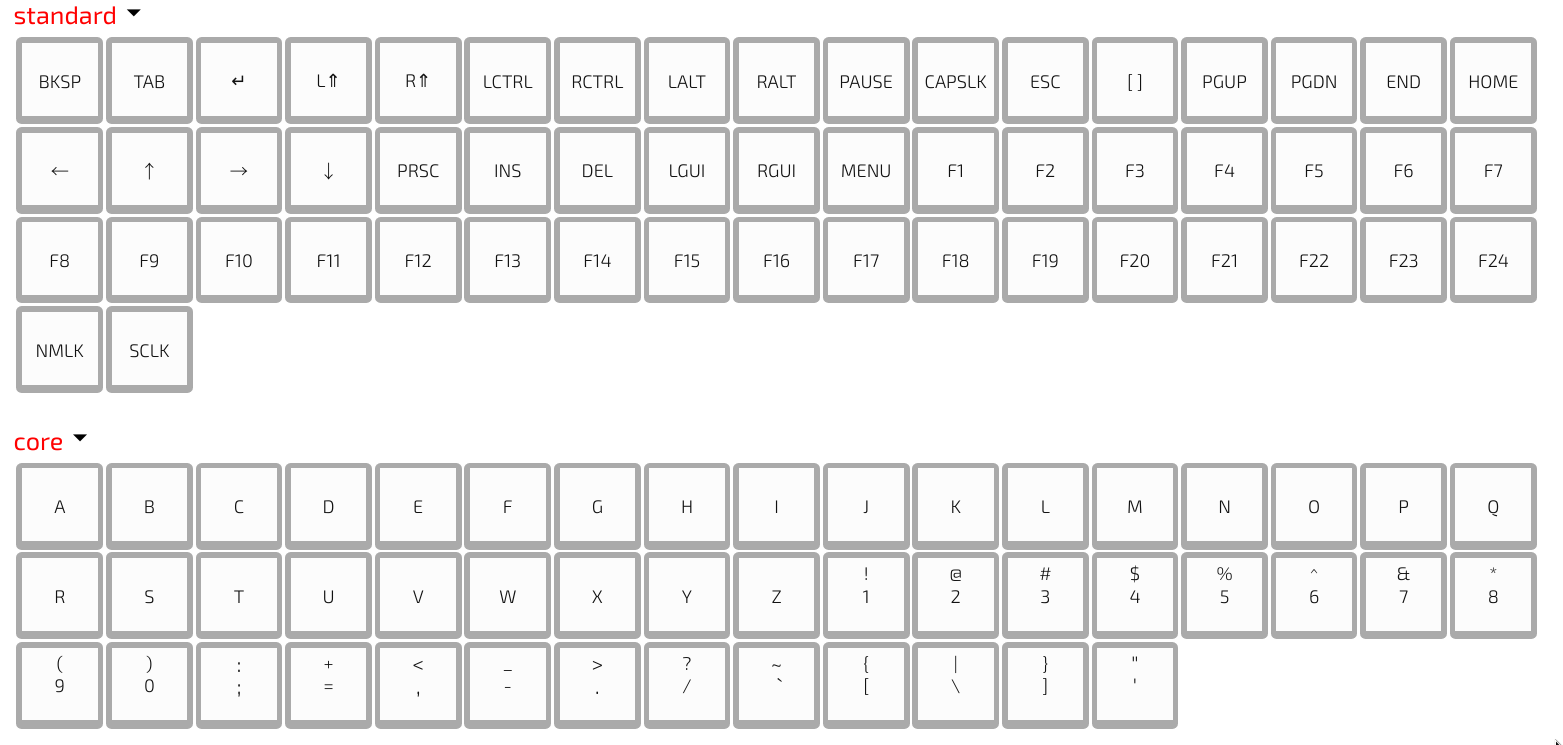 standard
BKSP TAB ↵ L⇑ R⇑ LCTRL RCTRL LALT RALT PAUSE CAPSLK ESC [ ] PGUP PGDN END HOME
← ↑ → ↓ PRSC INS DEL LGUI RGUI MENU F1 F2 F3 F4 F5 F6 F7
F8 F9 F10 F11 F12 F13 F14 F15 F16 F17 F18 F19 F20 F21 F22 F23 F24
NMLK SCLK
core
A B C D E F G H I J K L M N O P Q
! @ # $ % ^ & *
R S T U V W X Y Z 1 2 3 4 5 6 7 8
( ) : + < _ > ? ~ { | } "
9 0 ; = , - . / ` [ \ ] '